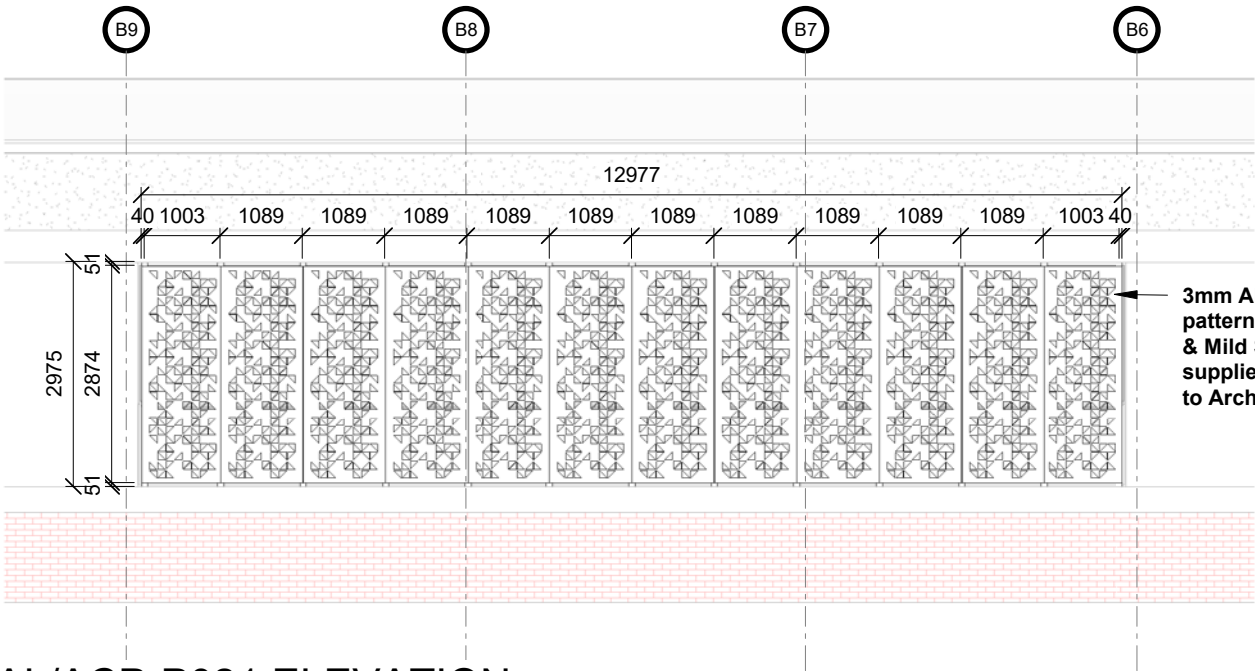 B9 B8 B7 B6
12977
40 1003 1089 1089 1089 1089 1089 1089 1089 1089 1089 1089 1003 40
51
2975 2874
51
3mm A
pattern
& Mild
supplie
to Arch
ELEVATION